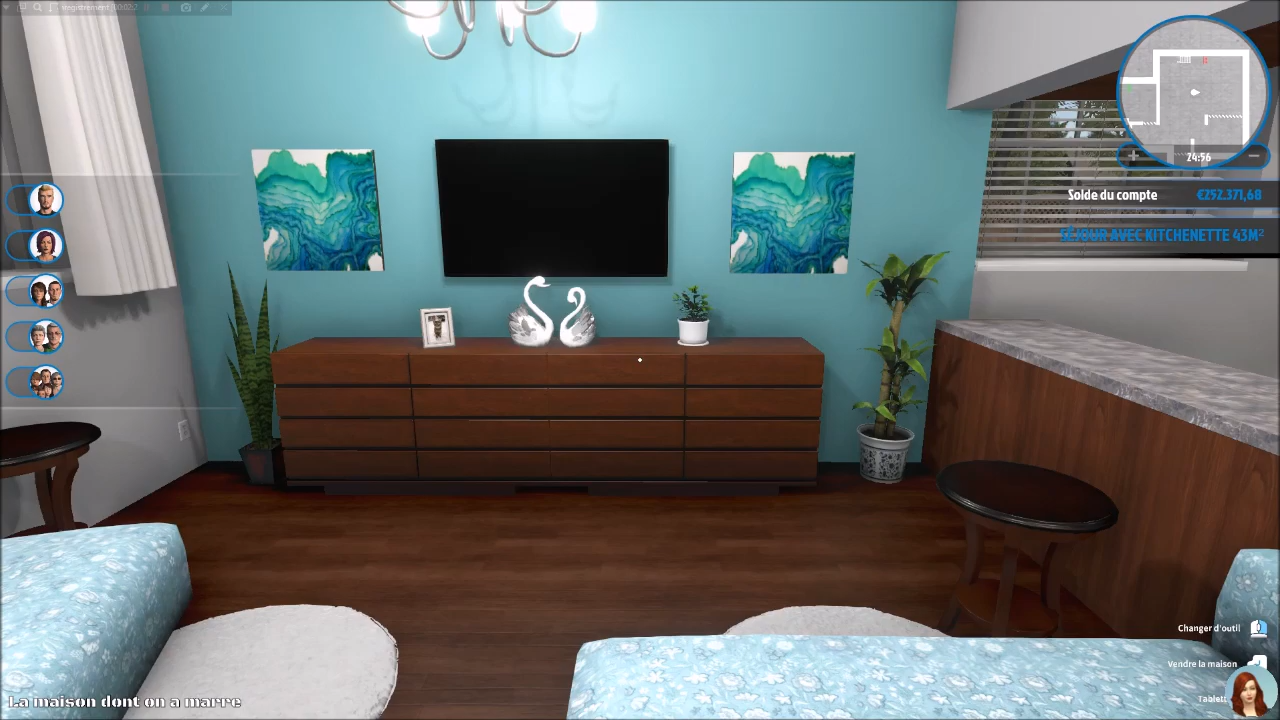 Enregistrement
24:56
Solde du compte €252.371,68
SÉJOUR AVEC KITCHENETTE 43M²
Changer d'outil
Vendre la maison
La maison dont on a marre